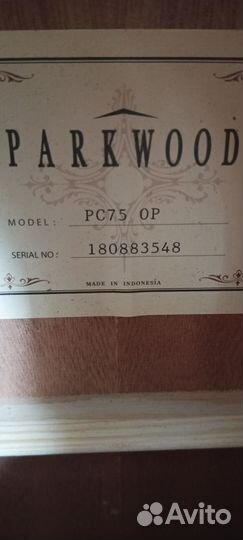 PARKWOOD
MODEL: PC75 OP
SERIAL NO: 180883548
MADE IN INDONESIA
Avito